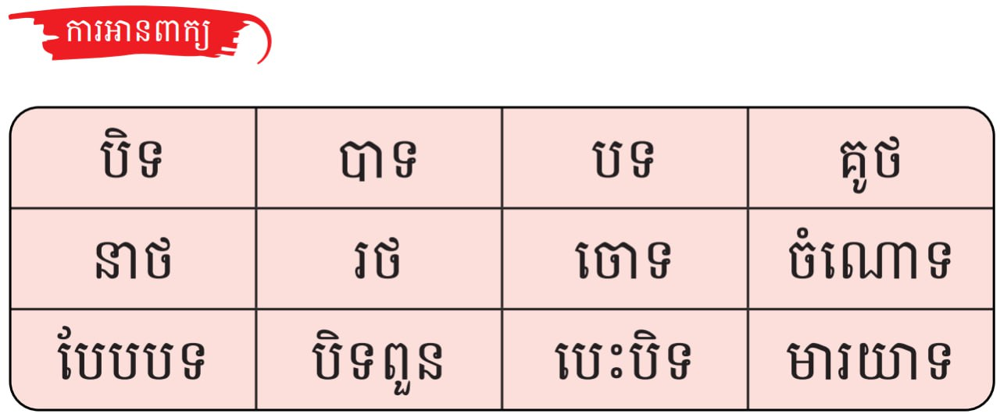 ការអានពាក្យ
បិទ បាទ បទ គូថ
នាថ រថ ចោទ ចំណោទ
បែបបទ បិទពួន បេះបិទ មារយាទ